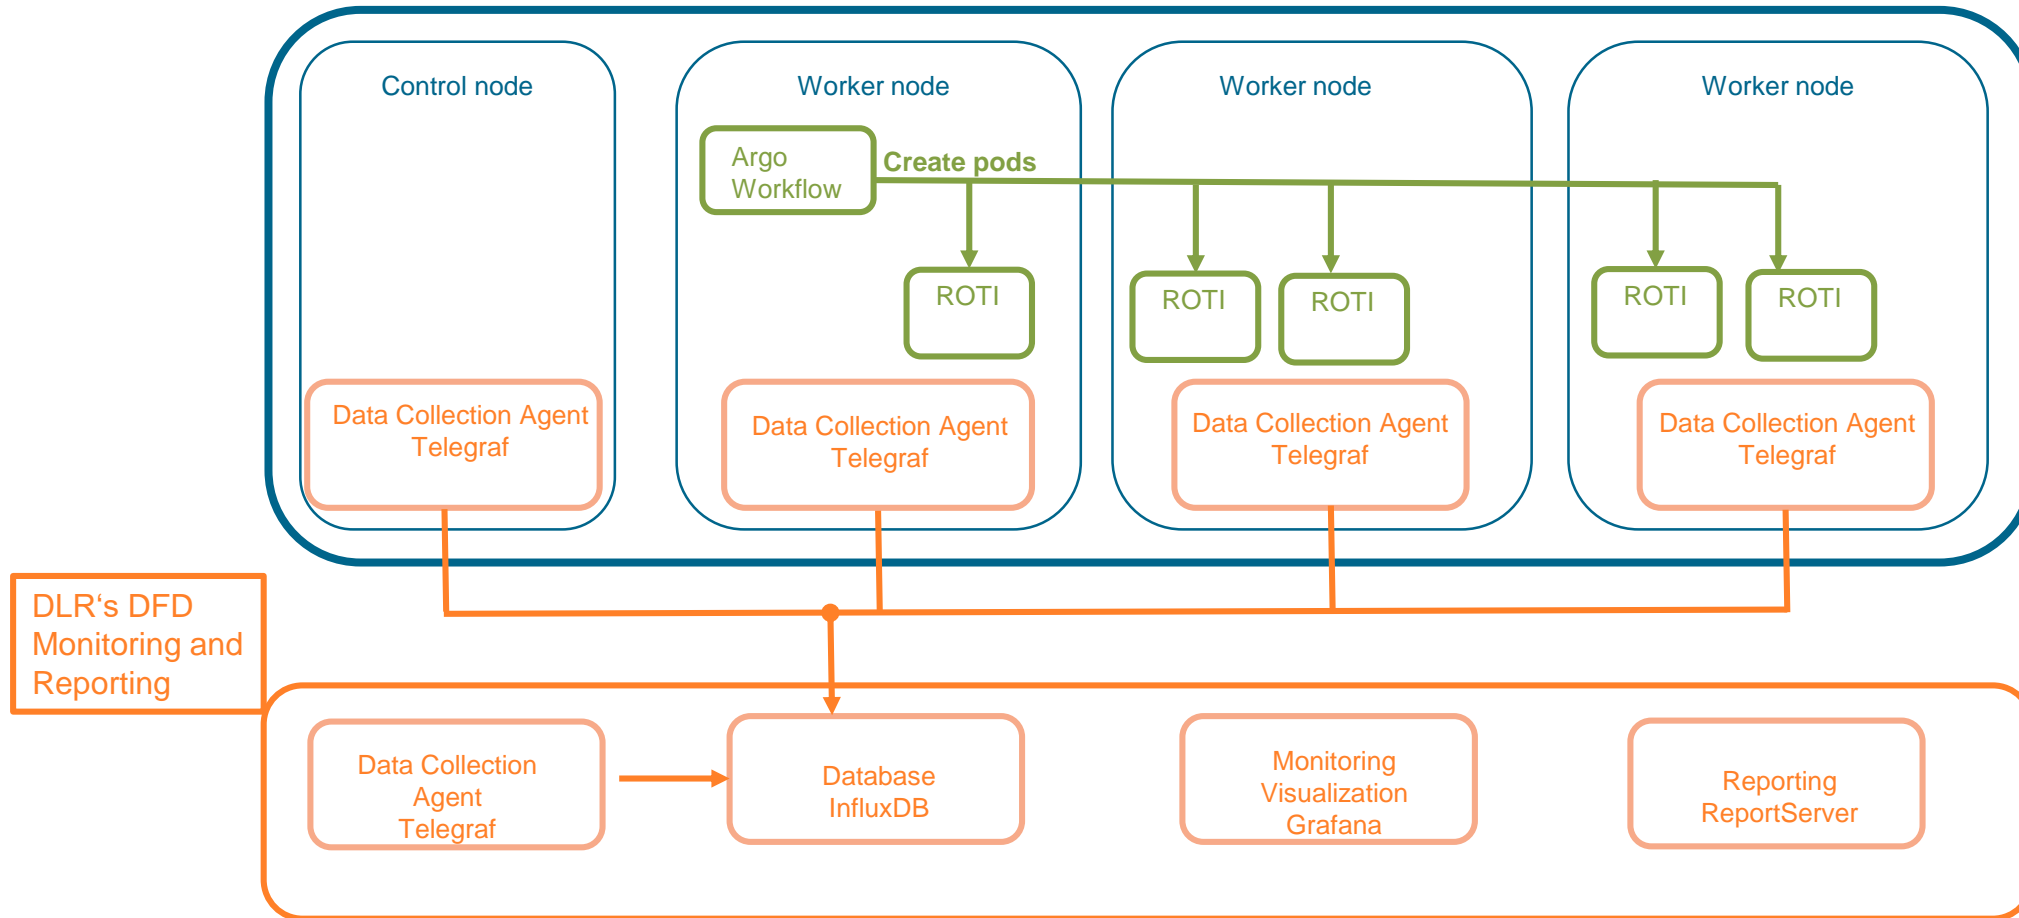 Control node
Worker node
Worker node
Worker node
Argo
Workflow
Create pods
ROTI
ROTI
ROTI
ROTI
ROTI
Data Collection Agent
Telegraf
Data Collection Agent
Telegraf
Data Collection Agent
Telegraf
Data Collection Agent
Telegraf
DLR‘s DFD
Monitoring and
Reporting
Data Collection
Agent
Telegraf
Database
InfluxDB
Monitoring
Visualization
Grafana
Reporting
ReportServer